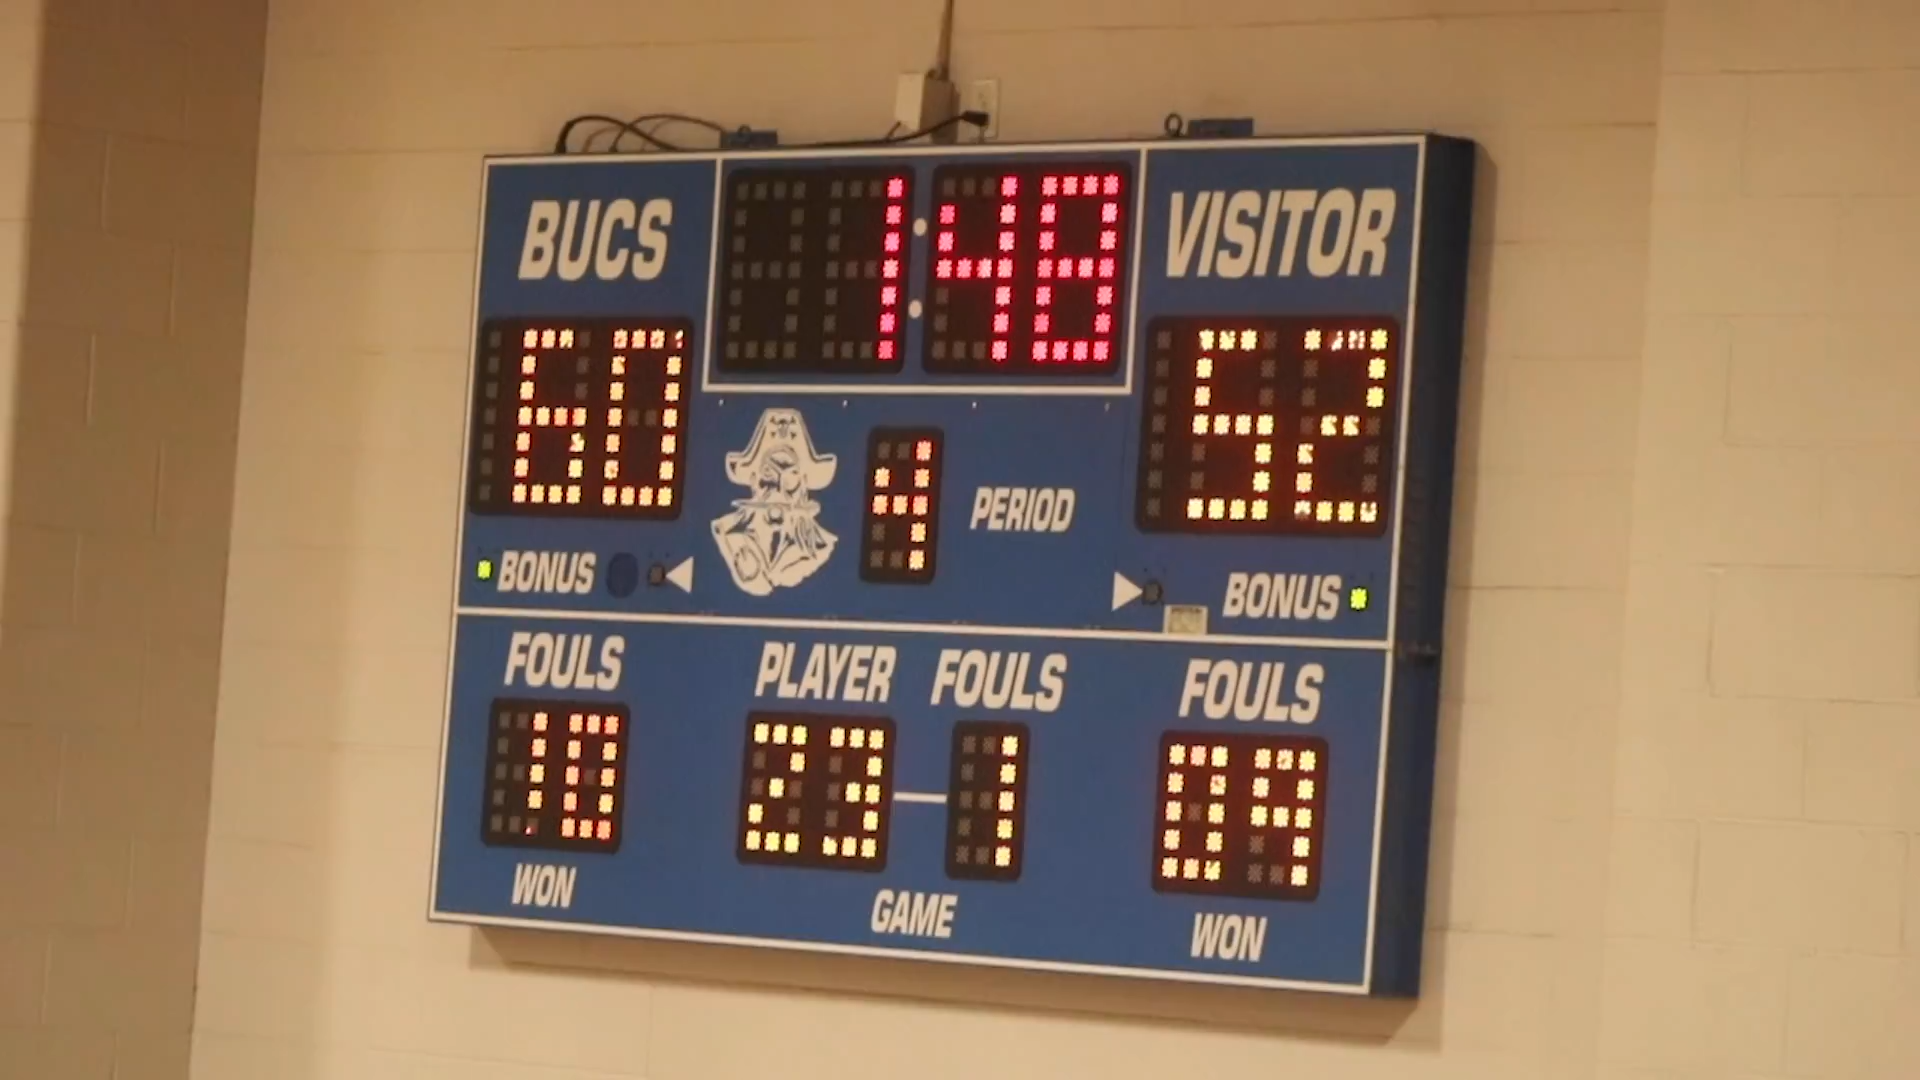 BUCS 1:48 VISITOR
60 52
4 PERIOD
BONUS BONUS
FOULS PLAYER FOULS FOULS
10 23 1 09
WON GAME WON